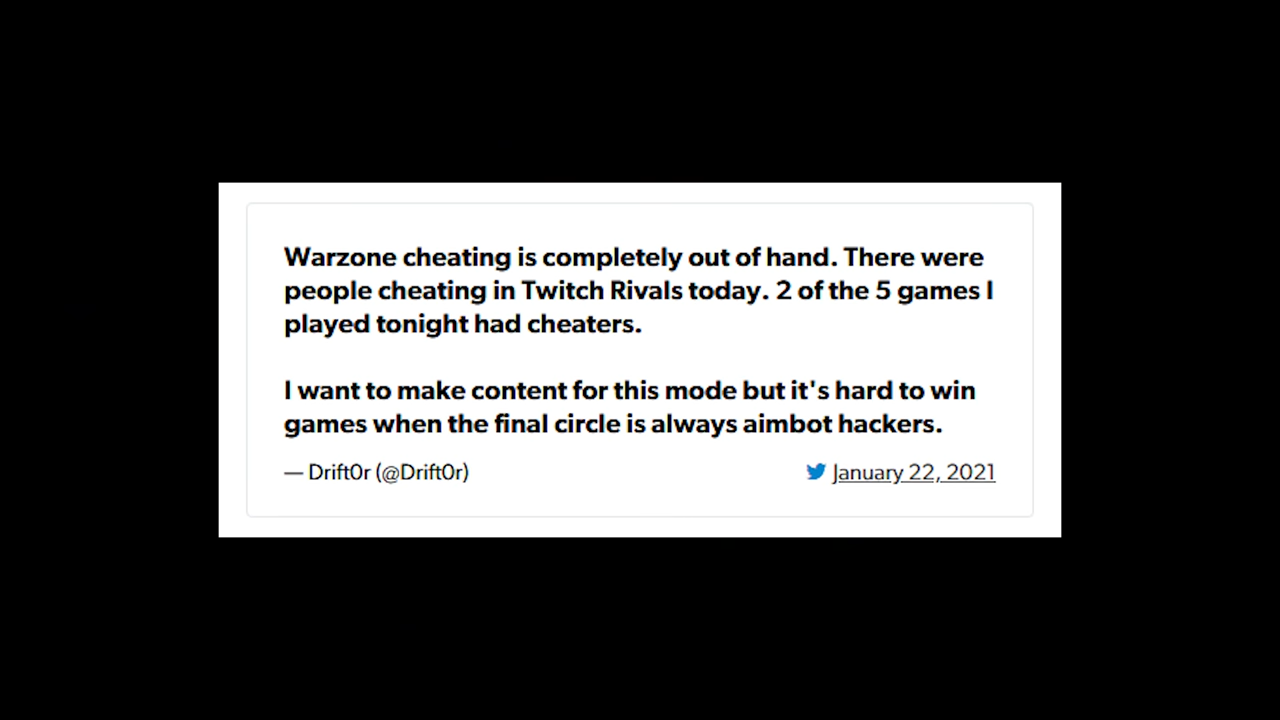 Warzone cheating is completely out of hand. There were
people cheating in Twitch Rivals today. 2 of the 5 games I
played tonight had cheaters.
I want to make content for this mode but it's hard to win
games when the final circle is always aimbot hackers.
— Drift0r (@Drift0r) January 22, 2021